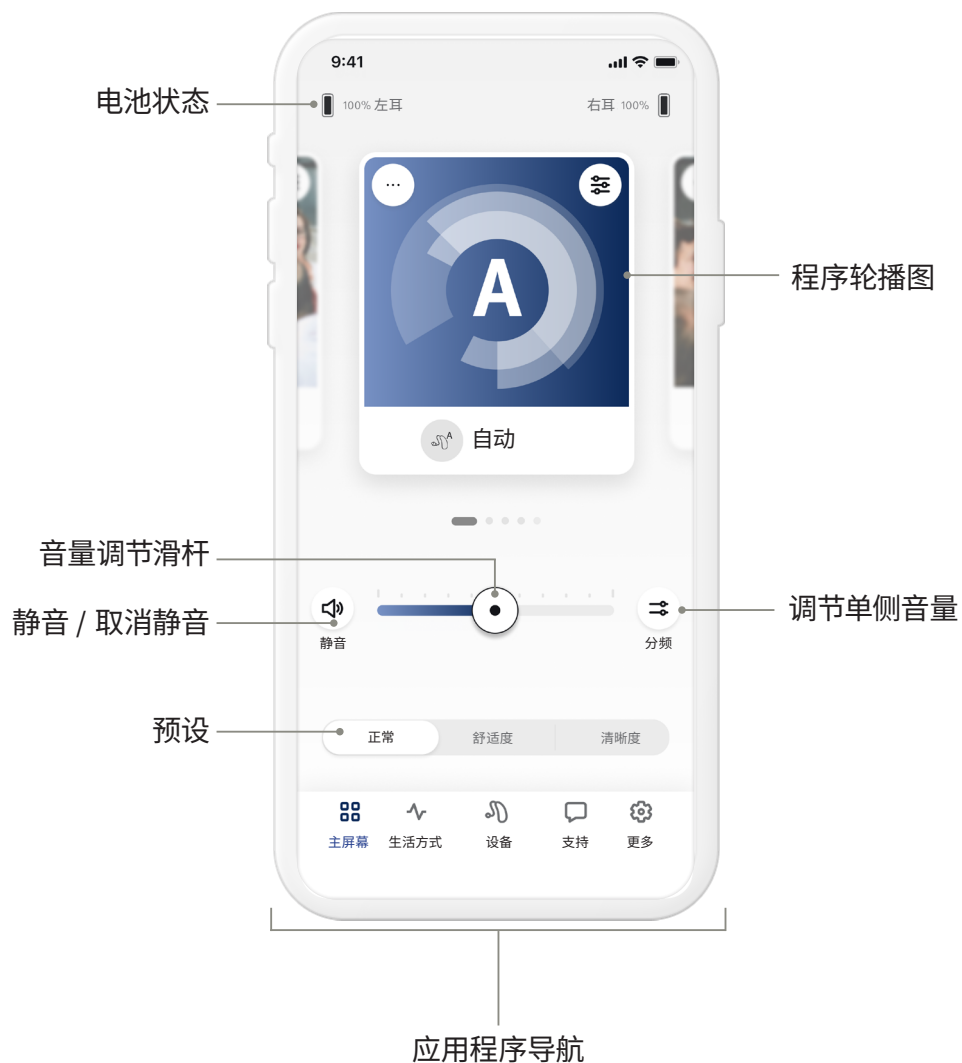 9:41
电池状态
100% 左耳
右耳 100%
...
A
程序轮播图
A
自动
音量调节滑杆
静音 / 取消静音
调节单侧音量
静音
分频
预设
正常
舒适度
清晰度
主屏幕
生活方式
设备
支持
更多
应用程序导航